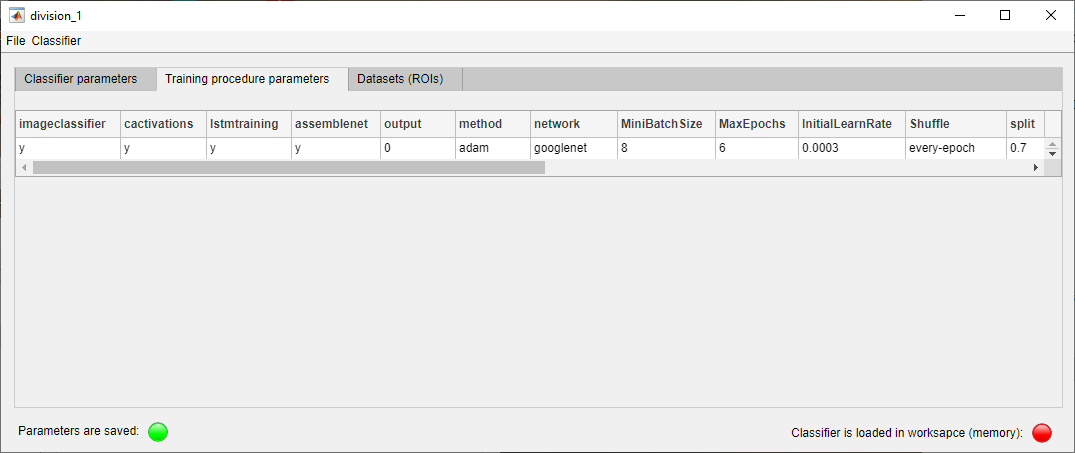 division_1
File Classifier
Classifier parameters Training procedure parameters Datasets (ROIs)
imageclassifier cactivations lstmtraining assemblenet output method network MiniBatchSize MaxEpochs InitialLearnRate Shuffle split
y y y y 0 adam googlenet 8 6 0.0003 every-epoch 0.7
Parameters are saved: Classifier is loaded in worksapce (memory):